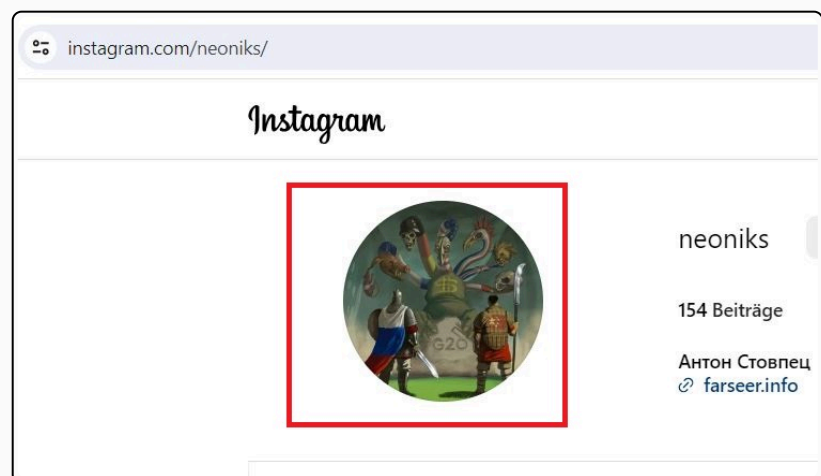 instagram.com/neoniks/
Instagram
neoniks
154 Beiträge
Антон Стовпец
farseer.info
$
G20